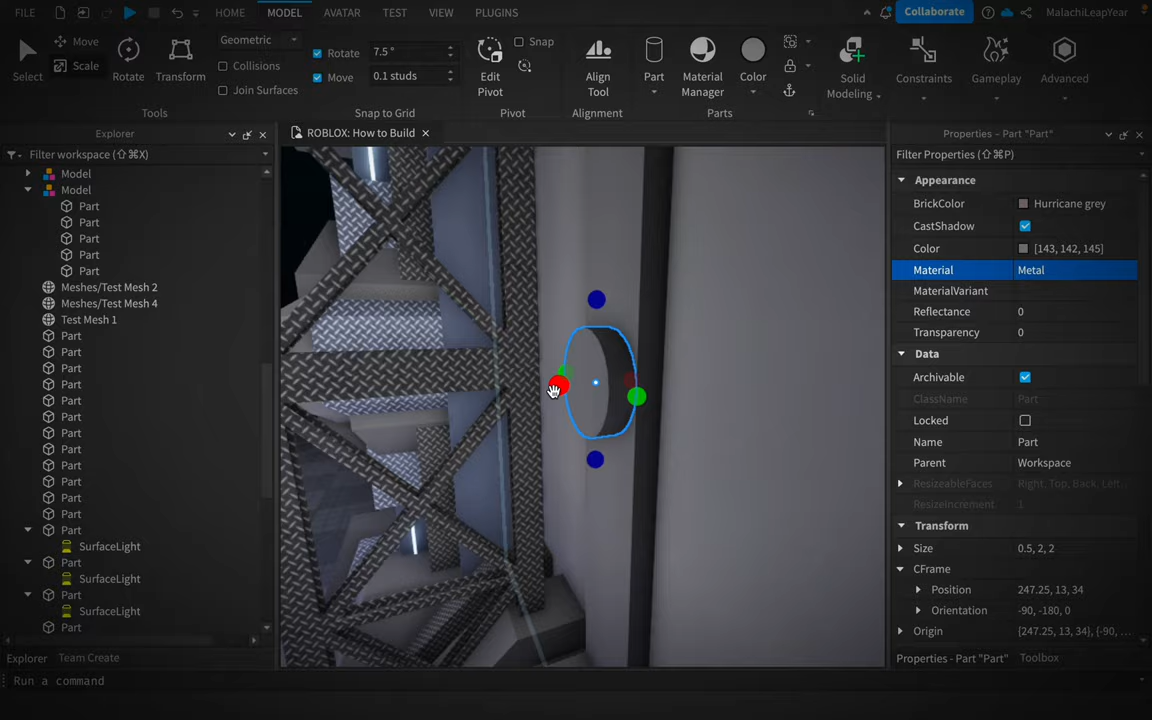 FILE HOME MODEL AVATAR TEST VIEW PLUGINS Collaborate MalachiLeapYear
Select Move Scale Rotate Transform
Geometric
Collisions
Join Surfaces
Tools
Rotate 7.5 °
Move 0.1 studs
Snap to Grid
Edit Pivot
Snap
Pivot
Align Tool
Alignment
Part Material Manager Color
Parts
Solid Modeling Constraints Gameplay Advanced
Explorer
Filter workspace (⇧⌘X)
Model
Model
Part
Part
Part
Part
Part
Meshes/Test Mesh 2
Meshes/Test Mesh 4
Test Mesh 1
Part
Part
Part
Part
Part
Part
Part
Part
Part
Part
Part
Part
Part
SurfaceLight
Part
SurfaceLight
Part
SurfaceLight
Part
Explorer Team Create
Run a command
ROBLOX: How to Build
Properties - Part "Part"
Filter Properties (⇧⌘P)
Appearance
BrickColor Hurricane grey
CastShadow
Color [143, 142, 145]
Material Metal
MaterialVariant
Reflectance 0
Transparency 0
Data
Archivable
ClassName Part
Locked
Name Part
Parent Workspace
ResizeableFaces Right, Top, Back, Left...
ResizeIncrement 1
Transform
Size 0.5, 2, 2
CFrame
Position 247.25, 13, 34
Orientation -90, -180, 0
Origin {247.25, 13, 34}, {-90, ...
Properties - Part "Part" Toolbox